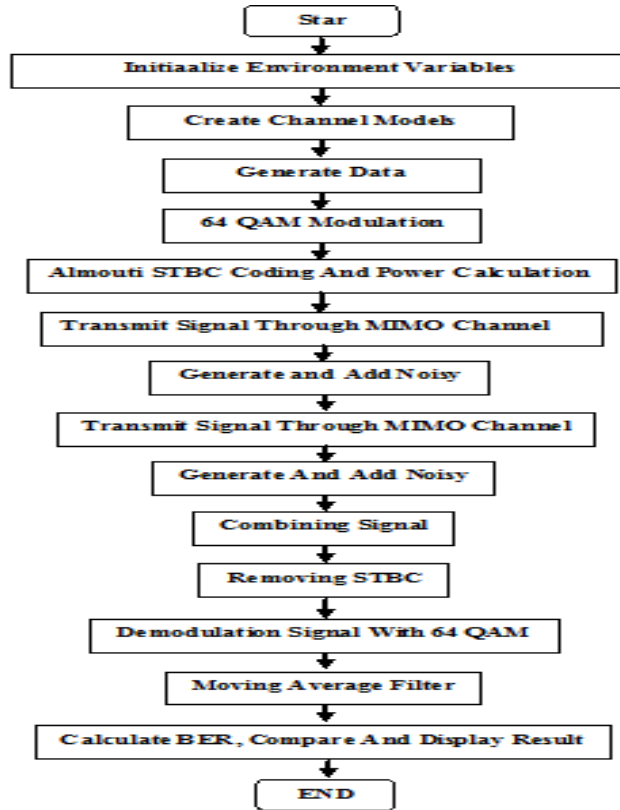 Star
Initiaalize Environment Variables
Create Channel Models
Generate Data
64 QAM Modulation
Almouti STBC Coding And Power Calculation
Transmit Signal Through MIMO Channel
Generate and Add Noisy
Transmit Signal Through MIMO Channel
Generate And Add Noisy
Combining Signal
Removing STBC
Demodulation Signal With 64 QAM
Moving Average Filter
Calculate BER, Compare And Display Result
END